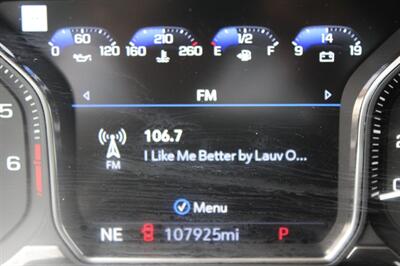 0 60 120 160 210 260 E 1/2 F 9 14 19
FM
106.7
FM
I Like Me Better by Lauv O...
Menu
NE 107925mi P
5
6